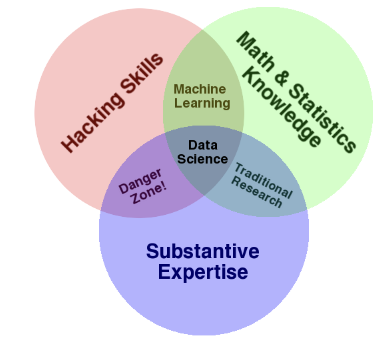 Hacking Skills
Math & Statistics
Knowledge
Machine
Learning
Data
Science
Danger
Zone!
Traditional
Research
Substantive
Expertise